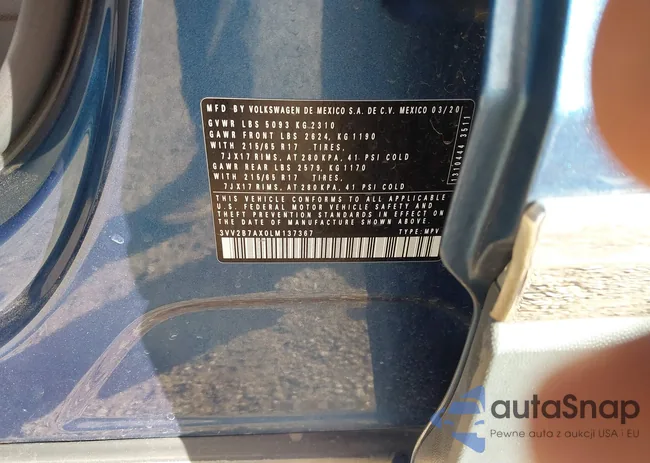 MFD BY VOLKSWAGEN DE MEXICO S.A. DE C.V. MEXICO 03/20
GVWR LBS 5093 KG.2310
GAWR FRONT LBS 2624, KG 1190
WITH 215/65 R17 TIRES,
7JX17 RIMS, AT 280 KPA, 41 PSI COLD
GAWR REAR LBS 2579, KG 1170
WITH 215/65 R17 TIRES,
7JX17 RIMS, AT 280 KPA, 41 PSI COLD
THIS VEHICLE CONFORMS TO ALL APPLICABLE
U.S. FEDERAL MOTOR VEHICLE SAFETY AND
THEFT PREVENTION STANDARDS IN EFFECT ON
THE DATE OF MANUFACTURE SHOWN ABOVE
3VV2B7AX0LM137367 TYPE: MPV
1310444 3511
autaSnap
Pewne auta z aukcji USA i EU